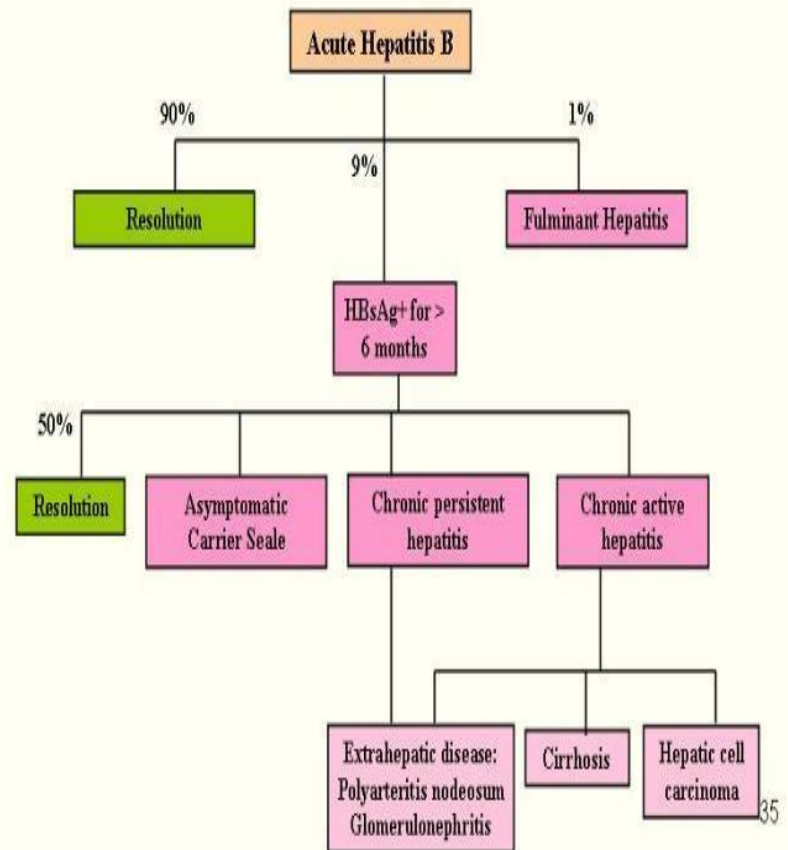 Acute Hepatitis B
90%
1%
9%
Resolution
Fulminant Hepatitis
HBsAg+ for >
6 months
50%
Resolution
Asymptomatic
Carrier Seale
Chronic persistent
hepatitis
Chronic active
hepatitis
Extrahepatic disease:
Polyarteritis nodeosum
Glomerulonephritis
Cirrhosis
Hepatic cell
carcinoma
35